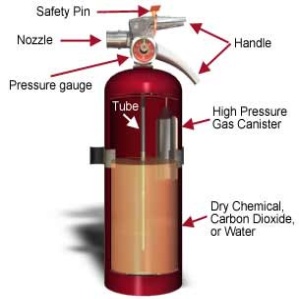 Safety Pin
Nozzle
Handle
Pressure gauge
Tube
High Pressure
Gas Canister
Dry Chemical,
Carbon Dioxide,
or Water